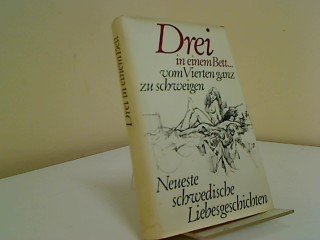 Drei
in einem Bett...
vom Vierten ganz
zu schweigen
Neueste
schwedische
Liebesgeschichten
Drei in einem Bett